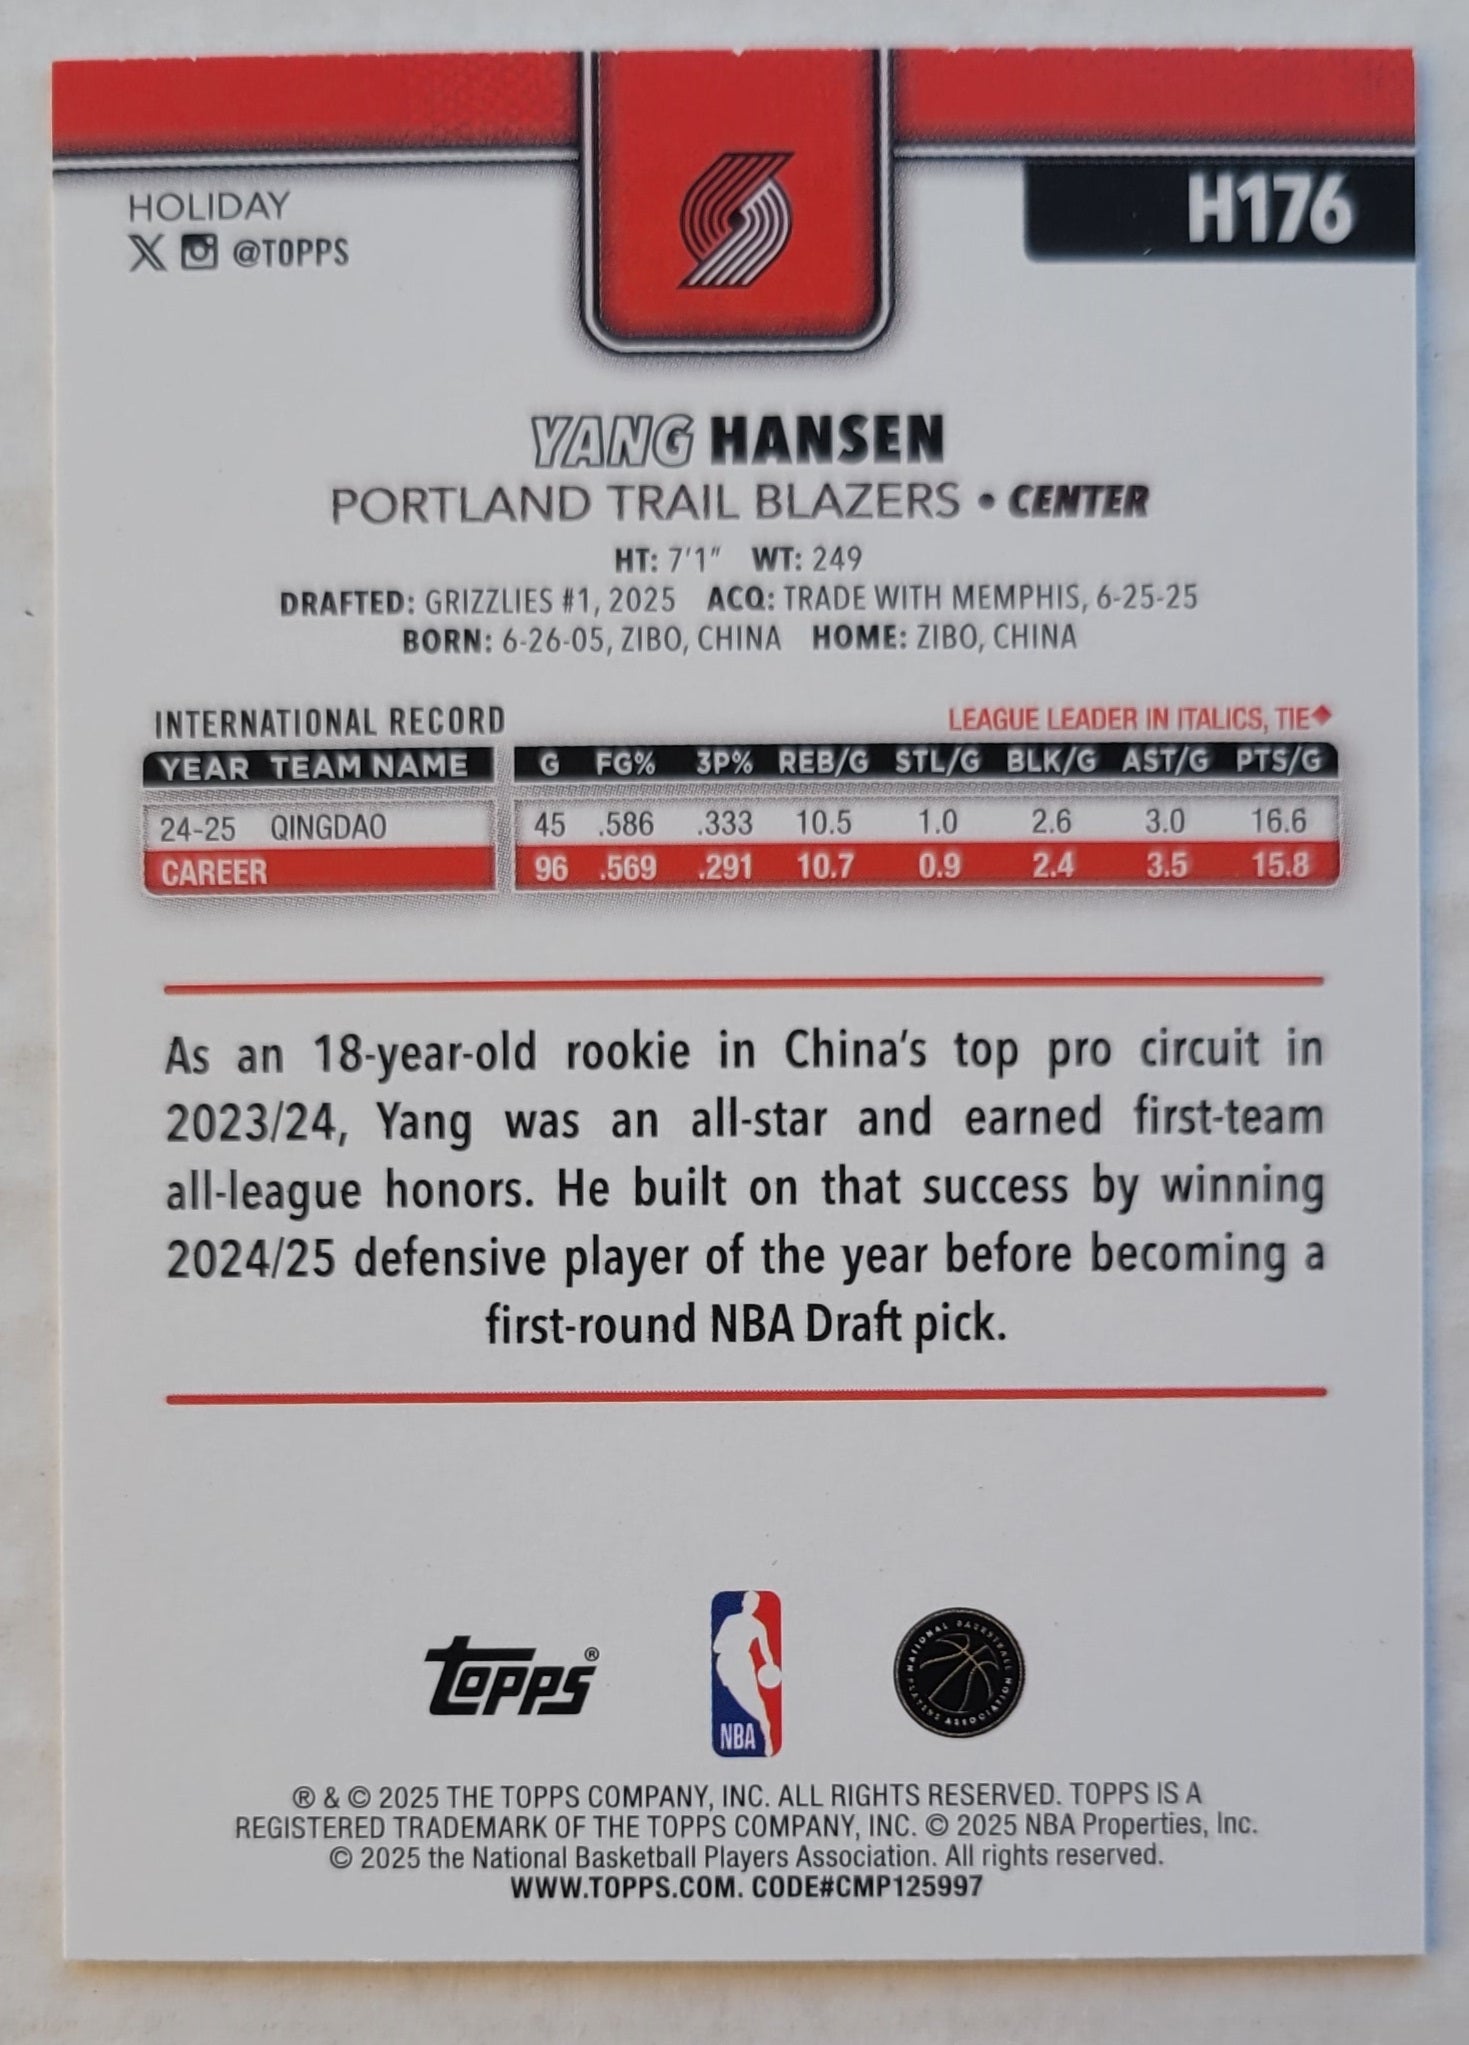 HOLIDAY
X @TOPPS
H176
YANG HANSEN
PORTLAND TRAIL BLAZERS • CENTER
HT: 7'1" WT: 249
DRAFTED: GRIZZLIES #1, 2025 ACQ: TRADE WITH MEMPHIS, 6-25-25
BORN: 6-26-05, ZIBO, CHINA HOME: ZIBO, CHINA
INTERNATIONAL RECORD LEAGUE LEADER IN ITALICS, TIE◆
YEAR TEAM NAME G FG% 3P% REB/G STL/G BLK/G AST/G PTS/G
24-25 QINGDAO 45 .586 .333 10.5 1.0 2.6 3.0 16.6
CAREER 96 .569 .291 10.7 0.9 2.4 3.5 15.8
As an 18-year-old rookie in China's top pro circuit in
2023/24, Yang was an all-star and earned first-team
all-league honors. He built on that success by winning
2024/25 defensive player of the year before becoming a
first-round NBA Draft pick.
topps®
NBA
NATIONAL BASKETBALL PLAYERS ASSOCIATION
® & © 2025 THE TOPPS COMPANY, INC. ALL RIGHTS RESERVED. TOPPS IS A
REGISTERED TRADEMARK OF THE TOPPS COMPANY, INC. © 2025 NBA Properties, Inc.
© 2025 the National Basketball Players Association. All rights reserved.
WWW.TOPPS.COM. CODE#CMP125997